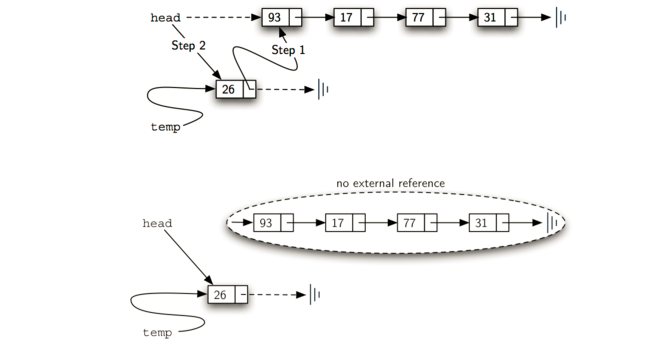 head 93 17 77 31
Step 2 Step 1
26
temp
no external reference
head 93 17 77 31
26
temp